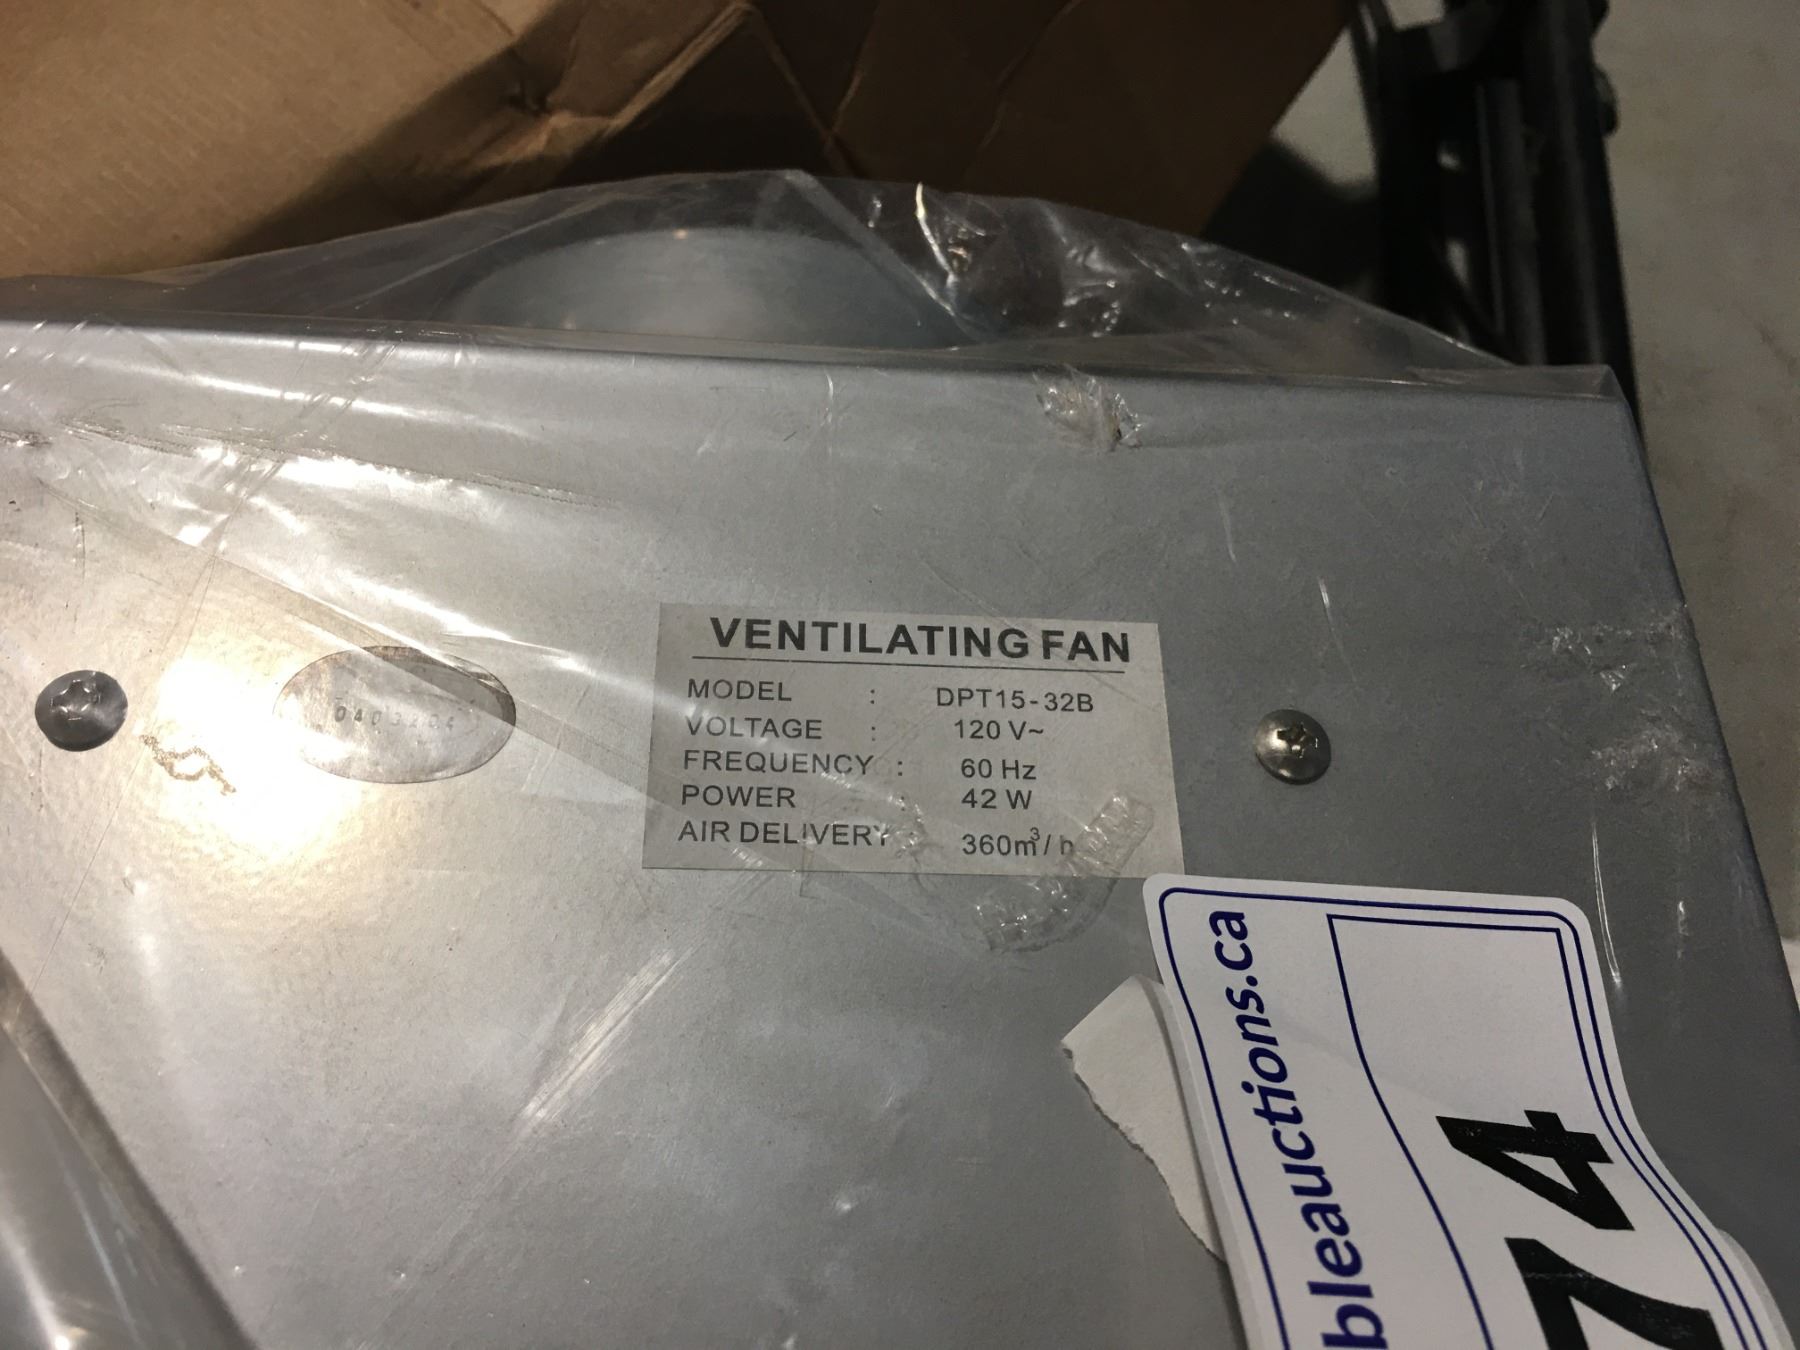 VENTILATING FAN
MODEL : DPT15-32B
VOLTAGE : 120 V~
FREQUENCY : 60 Hz
POWER : 42 W
AIR DELIVERY : 360m³/h
bleauctions.ca
74